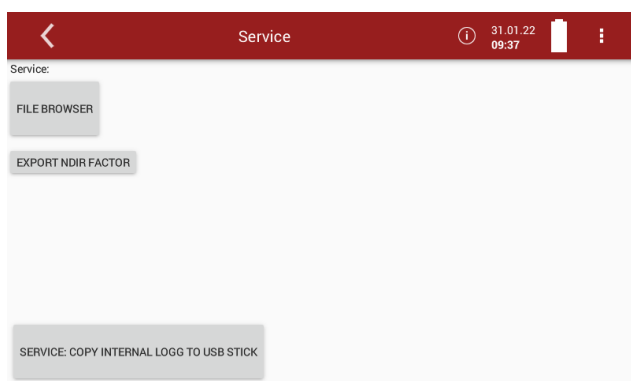 Service
31.01.22
09:37
Service:
FILE BROWSER
EXPORT NDIR FACTOR
SERVICE: COPY INTERNAL LOGG TO USB STICK